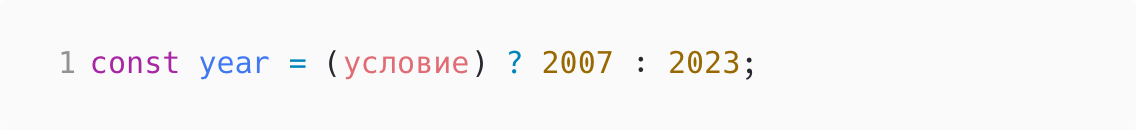 1 const year = (условие) ? 2007 : 2023;